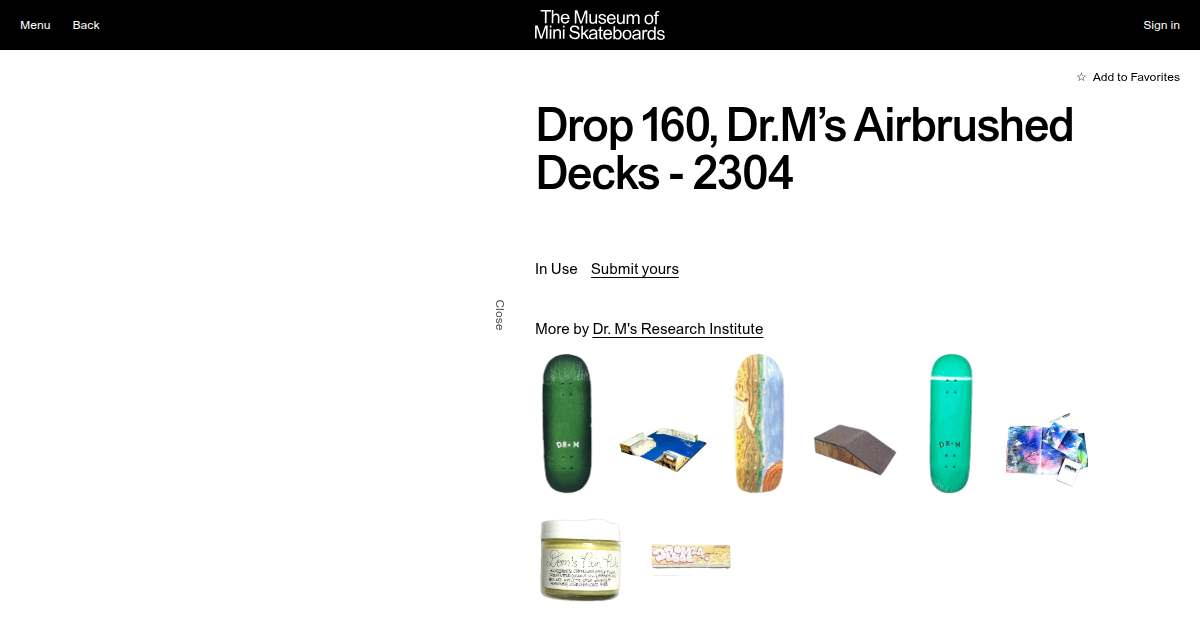 Menu
Back
The Museum of
Mini Skateboards
Sign in
☆ Add to Favorites
Drop 160, Dr.M’s Airbrushed
Decks - 2304
In Use
Submit yours
Close
More by Dr. M's Research Institute
DR•M
DR•M